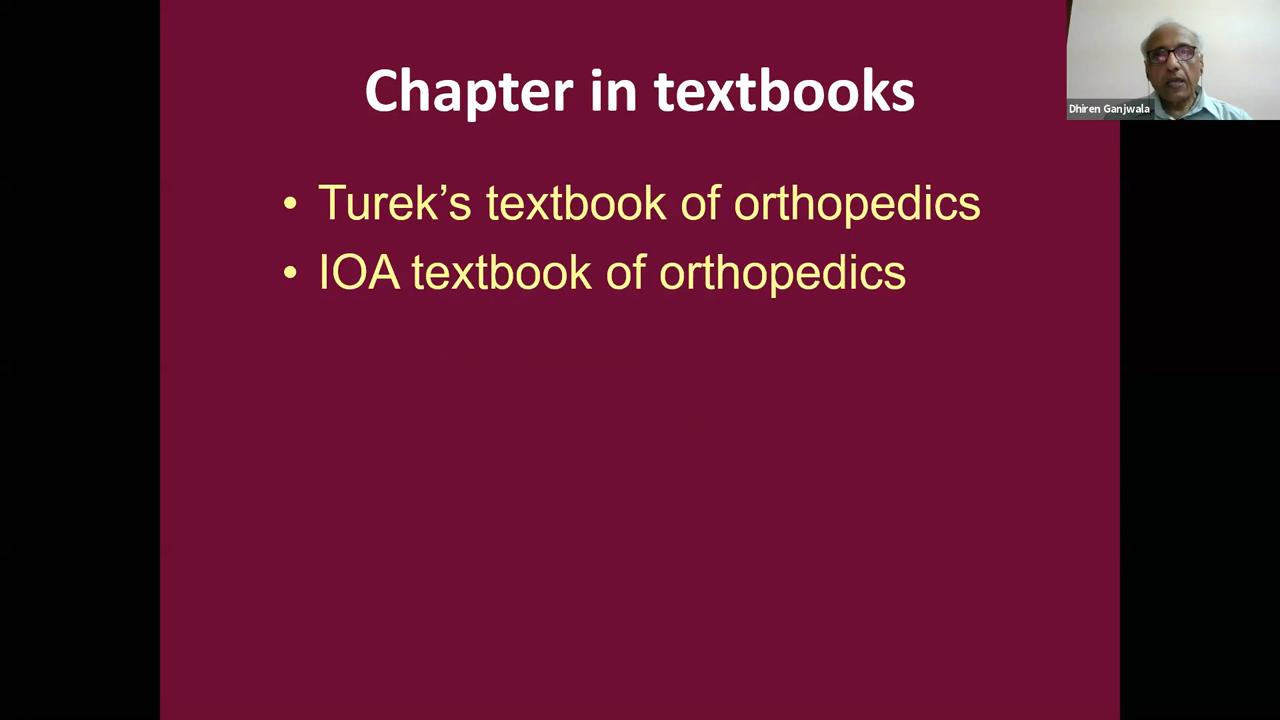 Chapter in textbooks
Dhiren Ganjwala
• Turek’s textbook of orthopedics
• IOA textbook of orthopedics